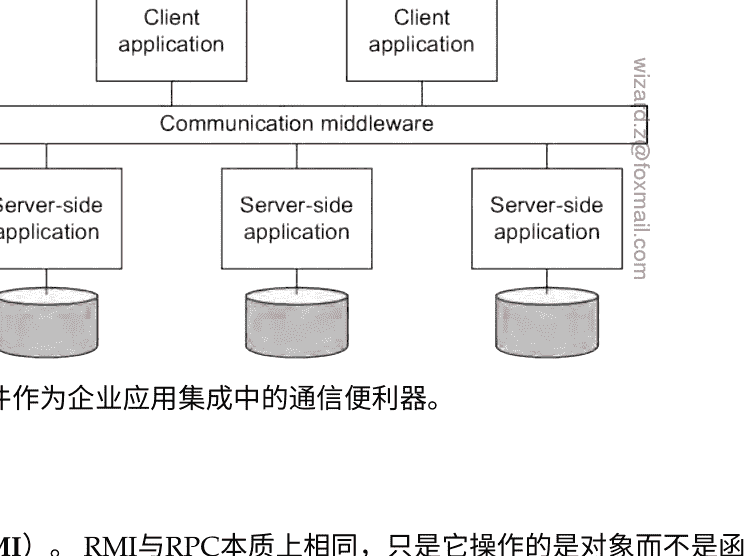 Client
application
Client
application
Communication middleware
wizard.z@foxmail.com
Server-side
application
Server-side
application
Server-side
application
件作为企业应用集成中的通信便利器。
MI）。 RMI与RPC本质上相同，只是它操作的是对象而不是函